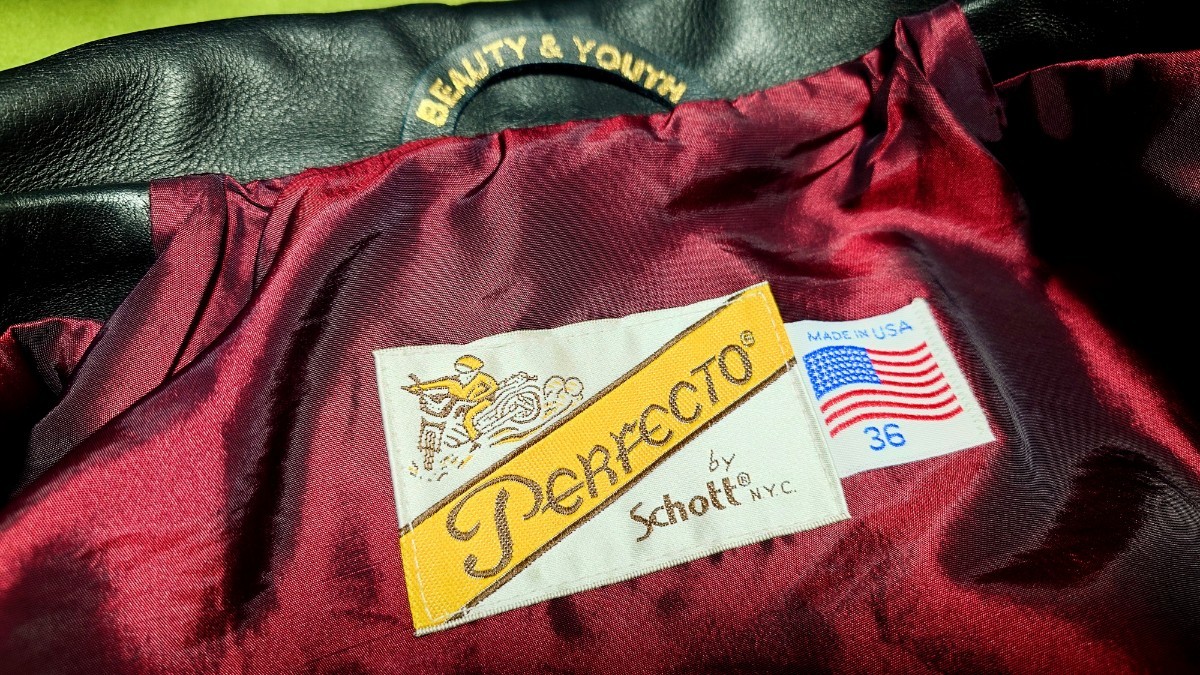 BEAUTY & YOUTH
PERFECTO®
by
Schott® N.Y.C.
MADE IN USA
36